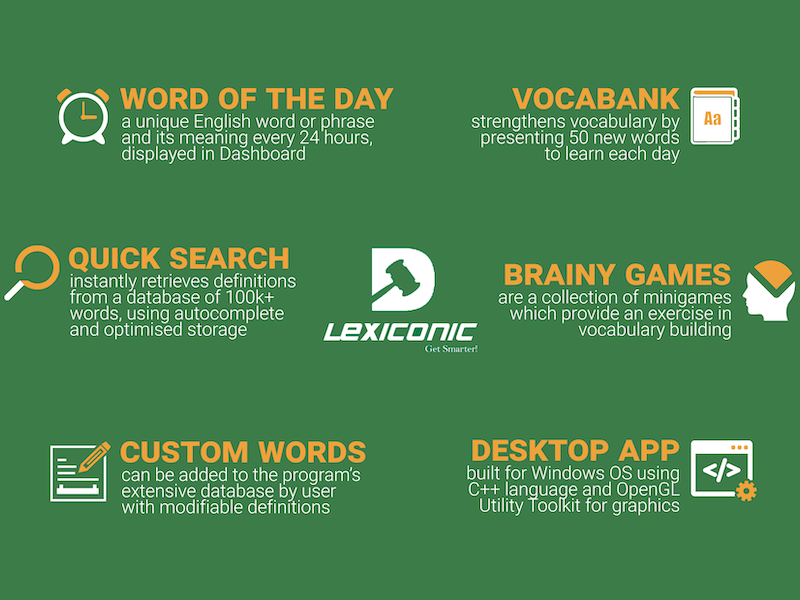 WORD OF THE DAY
a unique English word or phrase
and its meaning every 24 hours,
displayed in Dashboard
VOCABANK
strengthens vocabulary by
presenting 50 new words
to learn each day
Aa
QUICK SEARCH
instantly retrieves definitions
from a database of 100k+
words, using autocomplete
and optimised storage
D
LEXICONIC
Get Smarter!
BRAINY GAMES
are a collection of minigames
which provide an exercise in
vocabulary building
CUSTOM WORDS
can be added to the program's
extensive database by user
with modifiable definitions
DESKTOP APP
built for Windows OS using
C++ language and OpenGL
Utility Toolkit for graphics
</>